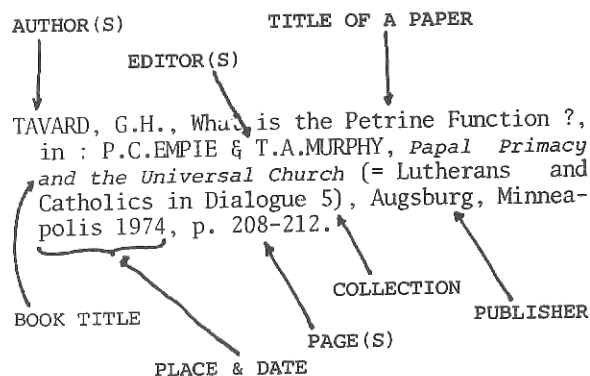 AUTHOR(S)
TITLE OF A PAPER
EDITOR(S)
TAVARD, G.H., What is the Petrine Function ?,
in : P.C.EMPIE & T.A.MURPHY, Papal Primacy
and the Universal Church (= Lutherans and
Catholics in Dialogue 5), Augsburg, Minnea-
polis 1974, p. 208-212.
COLLECTION
BOOK TITLE
PUBLISHER
PAGE(S)
PLACE & DATE